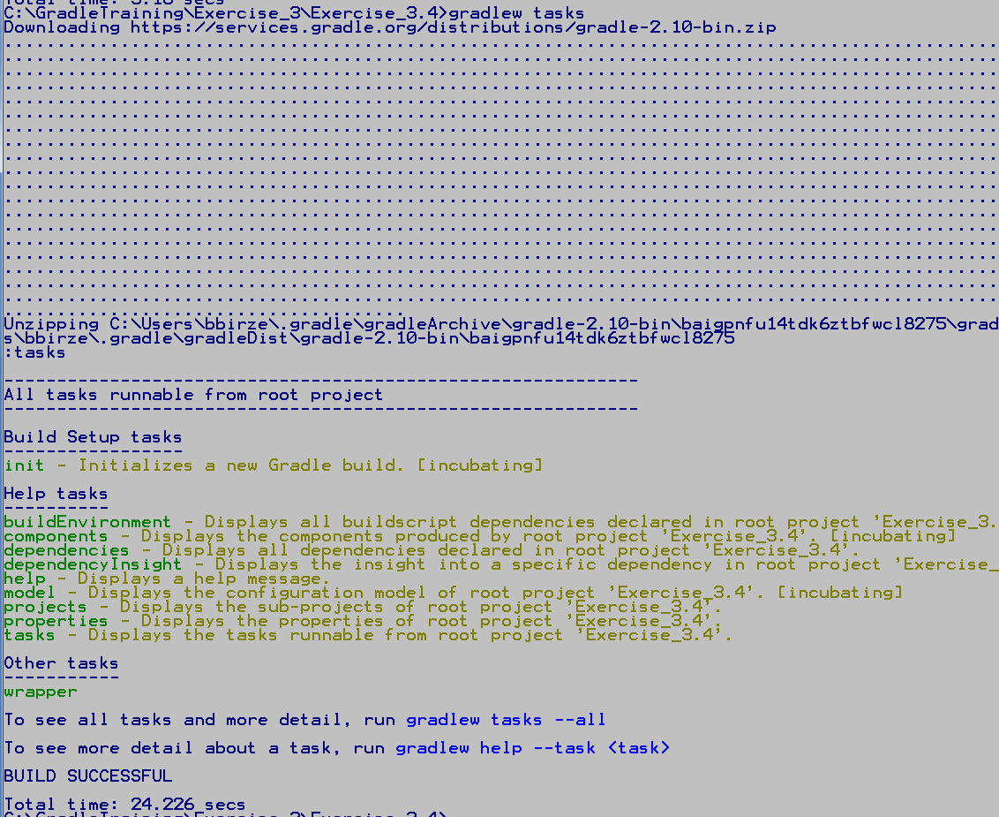 Total time: 5.18 secs
C:\GradleTraining\Exercise_3\Exercise_3.4>gradlew tasks
Downloading https://services.gradle.org/distributions/gradle-2.10-bin.zip
Unzipping C:\Users\bbirze\.gradle\gradleArchive\gradle-2.10-bin\baigpnfu14tdk6ztbfwcl8275\grad
s\bbirze\.gradle\gradleDist\gradle-2.10-bin\baigpnfu14tdk6ztbfwcl8275
:tasks
------------------------------------------------------------
All tasks runnable from root project
------------------------------------------------------------
Build Setup tasks
-----------------
init - Initializes a new Gradle build. [incubating]
Help tasks
----------
buildEnvironment - Displays all buildscript dependencies declared in root project 'Exercise_3.
components - Displays the components produced by root project 'Exercise_3.4'. [incubating]
dependencies - Displays all dependencies declared in root project 'Exercise_3.4'.
dependencyInsight - Displays the insight into a specific dependency in root project 'Exercise_
help - Displays a help message.
model - Displays the configuration model of root project 'Exercise_3.4'. [incubating]
projects - Displays the sub-projects of root project 'Exercise_3.4'.
properties - Displays the properties of root project 'Exercise_3.4'.
tasks - Displays the tasks runnable from root project 'Exercise_3.4'.
Other tasks
-----------
wrapper
To see all tasks and more detail, run gradlew tasks --all
To see more detail about a task, run gradlew help --task <task>
BUILD SUCCESSFUL
Total time: 24.226 secs
C:\GradleTraining\Exercise_3\Exercise_3.4>